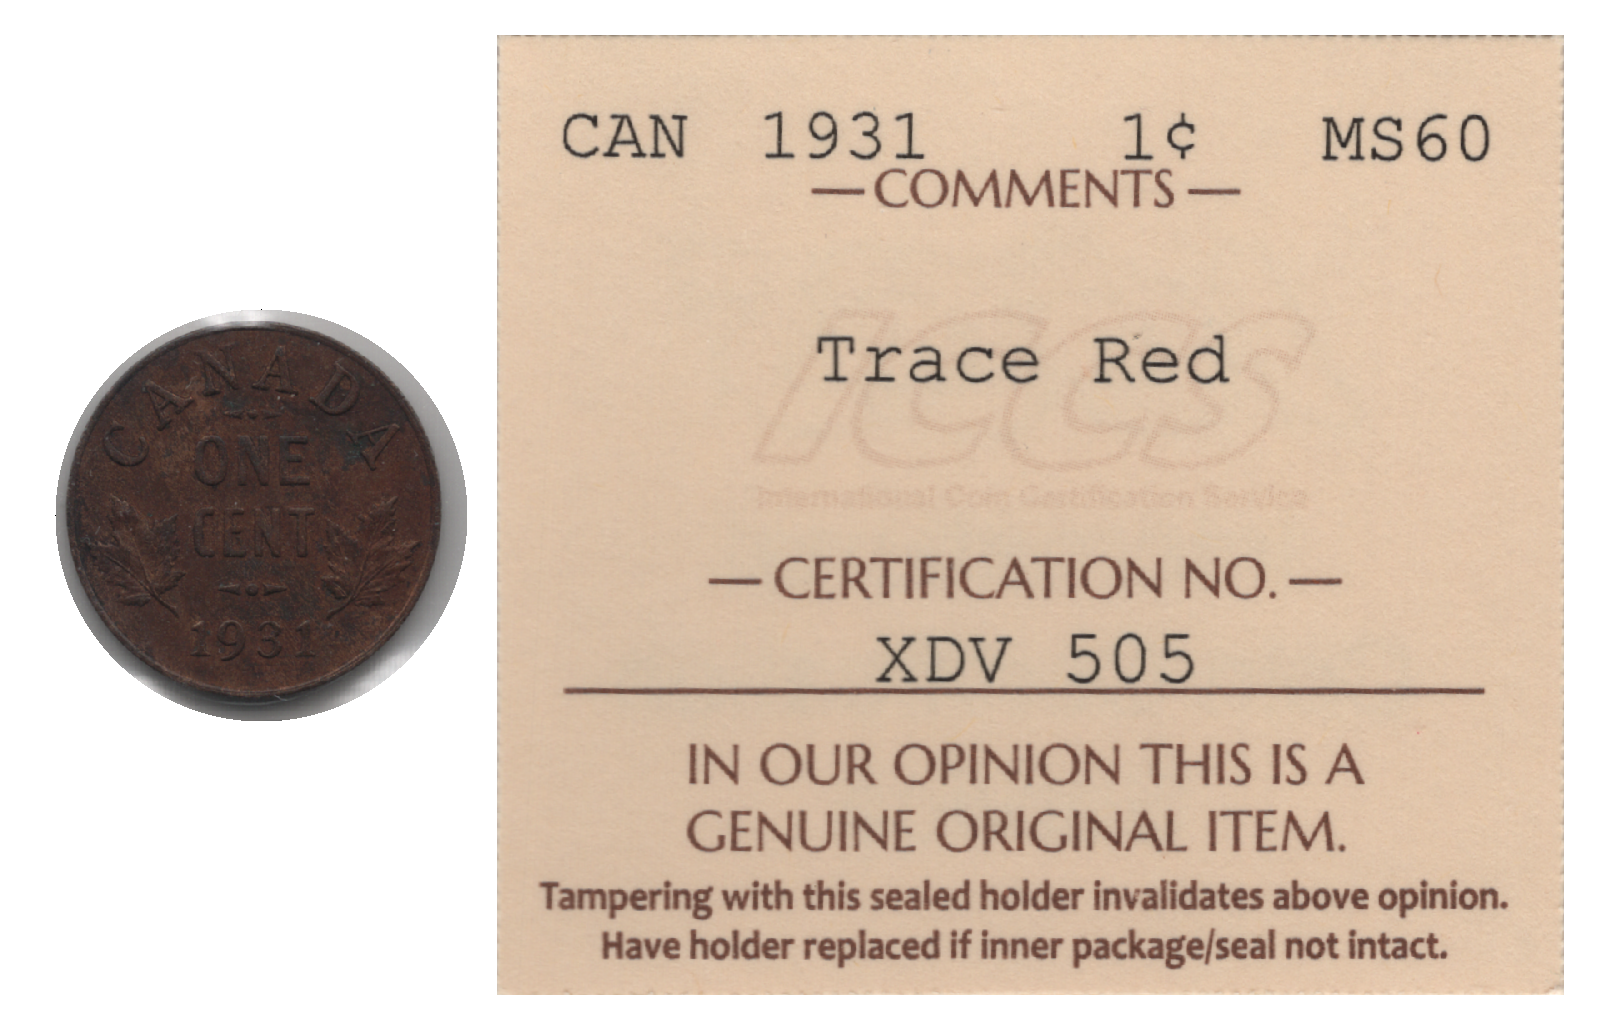 CANADA
ONE
CENT
1931
CAN 1931 1¢ MS60
— COMMENTS —
ICCS
Trace Red
International Coin Certification Service
— CERTIFICATION NO. —
XDV 505
IN OUR OPINION THIS IS A
GENUINE ORIGINAL ITEM.
Tampering with this sealed holder invalidates above opinion.
Have holder replaced if inner package/seal not intact.